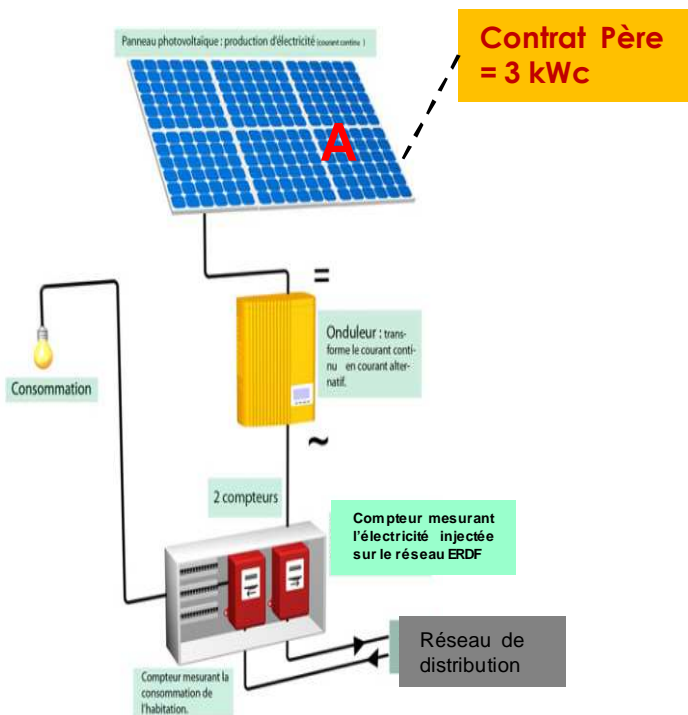 Contrat Père
= 3 kWc
Panneau photovoltaïque : production d'électricité (courant continu )
A
=
Onduleur : trans-
forme le courant conti-
nu en courant alter-
natif.
Consommation
~
2 compteurs
Compteur mesurant
l'électricité injectée
sur le réseau ERDF
Réseau de
distribution
Compteur mesurant la
consommation de
l'habitation.